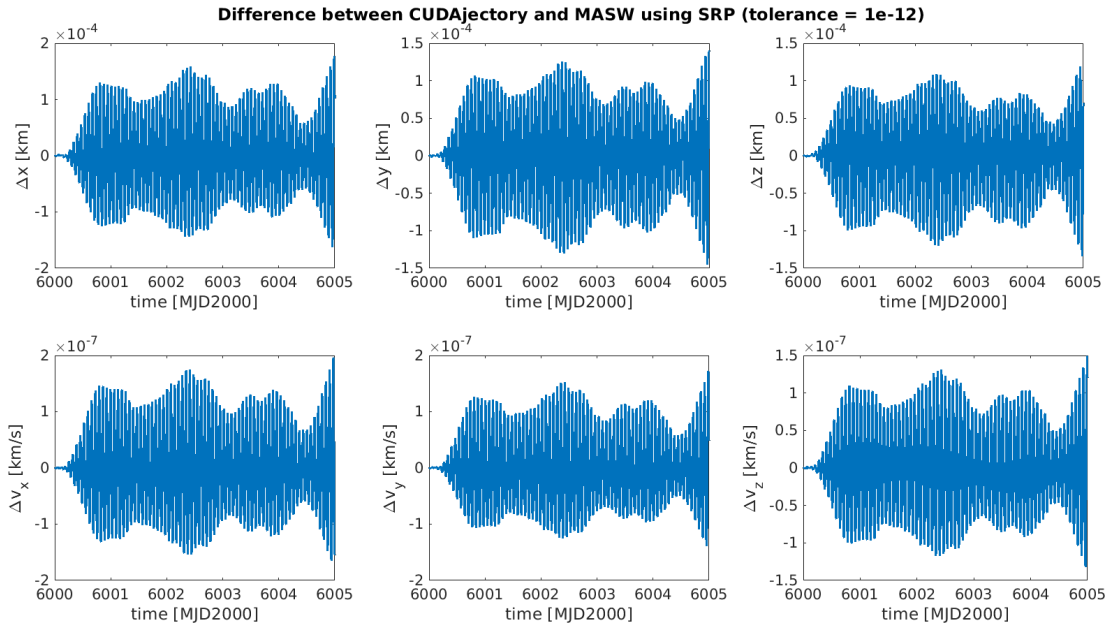 Difference between CUDAjectory and MASW using SRP (tolerance = 1e-12)
×10⁻⁴
2
1
0
-1
-2
Δx [km]
6000 6001 6002 6003 6004 6005
time [MJD2000]
×10⁻⁴
1.5
1
0.5
0
-0.5
-1
-1.5
Δy [km]
6000 6001 6002 6003 6004 6005
time [MJD2000]
×10⁻⁴
1.5
1
0.5
0
-0.5
-1
-1.5
Δz [km]
6000 6001 6002 6003 6004 6005
time [MJD2000]
×10⁻⁷
2
1
0
-1
-2
Δv_x [km/s]
6000 6001 6002 6003 6004 6005
time [MJD2000]
×10⁻⁷
2
1
0
-1
-2
Δv_y [km/s]
6000 6001 6002 6003 6004 6005
time [MJD2000]
×10⁻⁷
1.5
1
0.5
0
-0.5
-1
-1.5
Δv_z [km/s]
6000 6001 6002 6003 6004 6005
time [MJD2000]